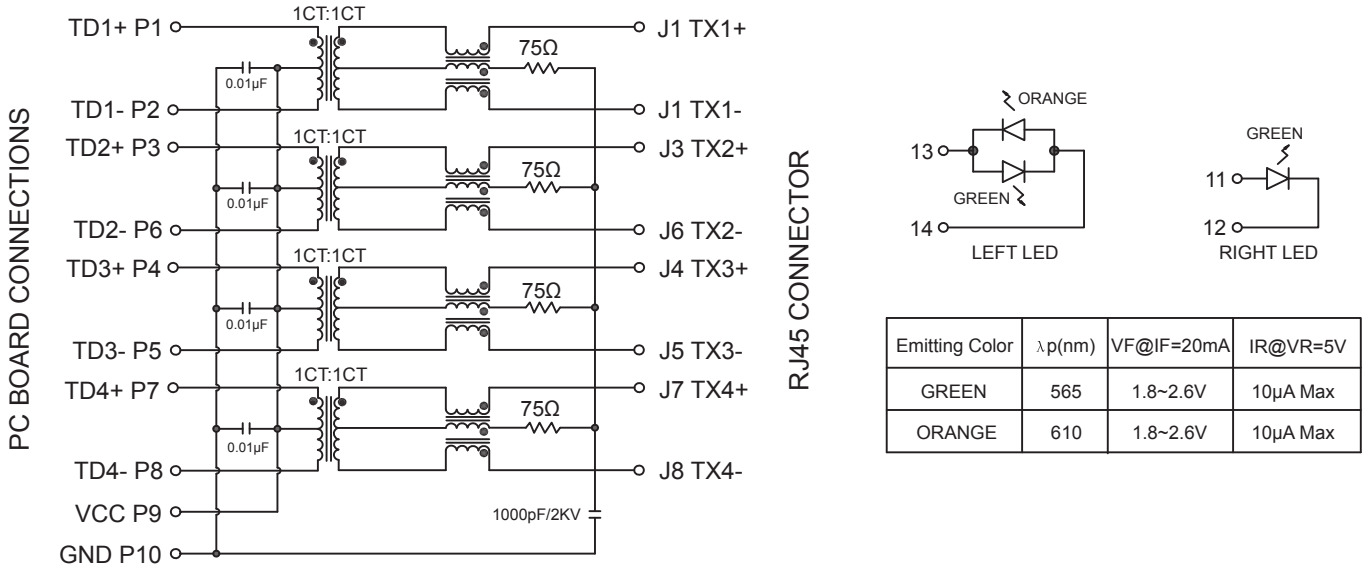 PC BOARD CONNECTIONS
1CT:1CT
TD1+ P1
J1 TX1+
75Ω
0.01µF
TD1- P2
J1 TX1-
1CT:1CT
TD2+ P3
J3 TX2+
75Ω
0.01µF
TD2- P6
J6 TX2-
1CT:1CT
TD3+ P4
J4 TX3+
75Ω
0.01µF
TD3- P5
J5 TX3-
1CT:1CT
TD4+ P7
J7 TX4+
75Ω
0.01µF
TD4- P8
J8 TX4-
VCC P9
1000pF/2KV
GND P10
RJ45 CONNECTOR
ORANGE
13
GREEN
14
LEFT LED
GREEN
11
12
RIGHT LED
Emitting Color λp(nm) VF@IF=20mA IR@VR=5V
GREEN 565 1.8~2.6V 10µA Max
ORANGE 610 1.8~2.6V 10µA Max